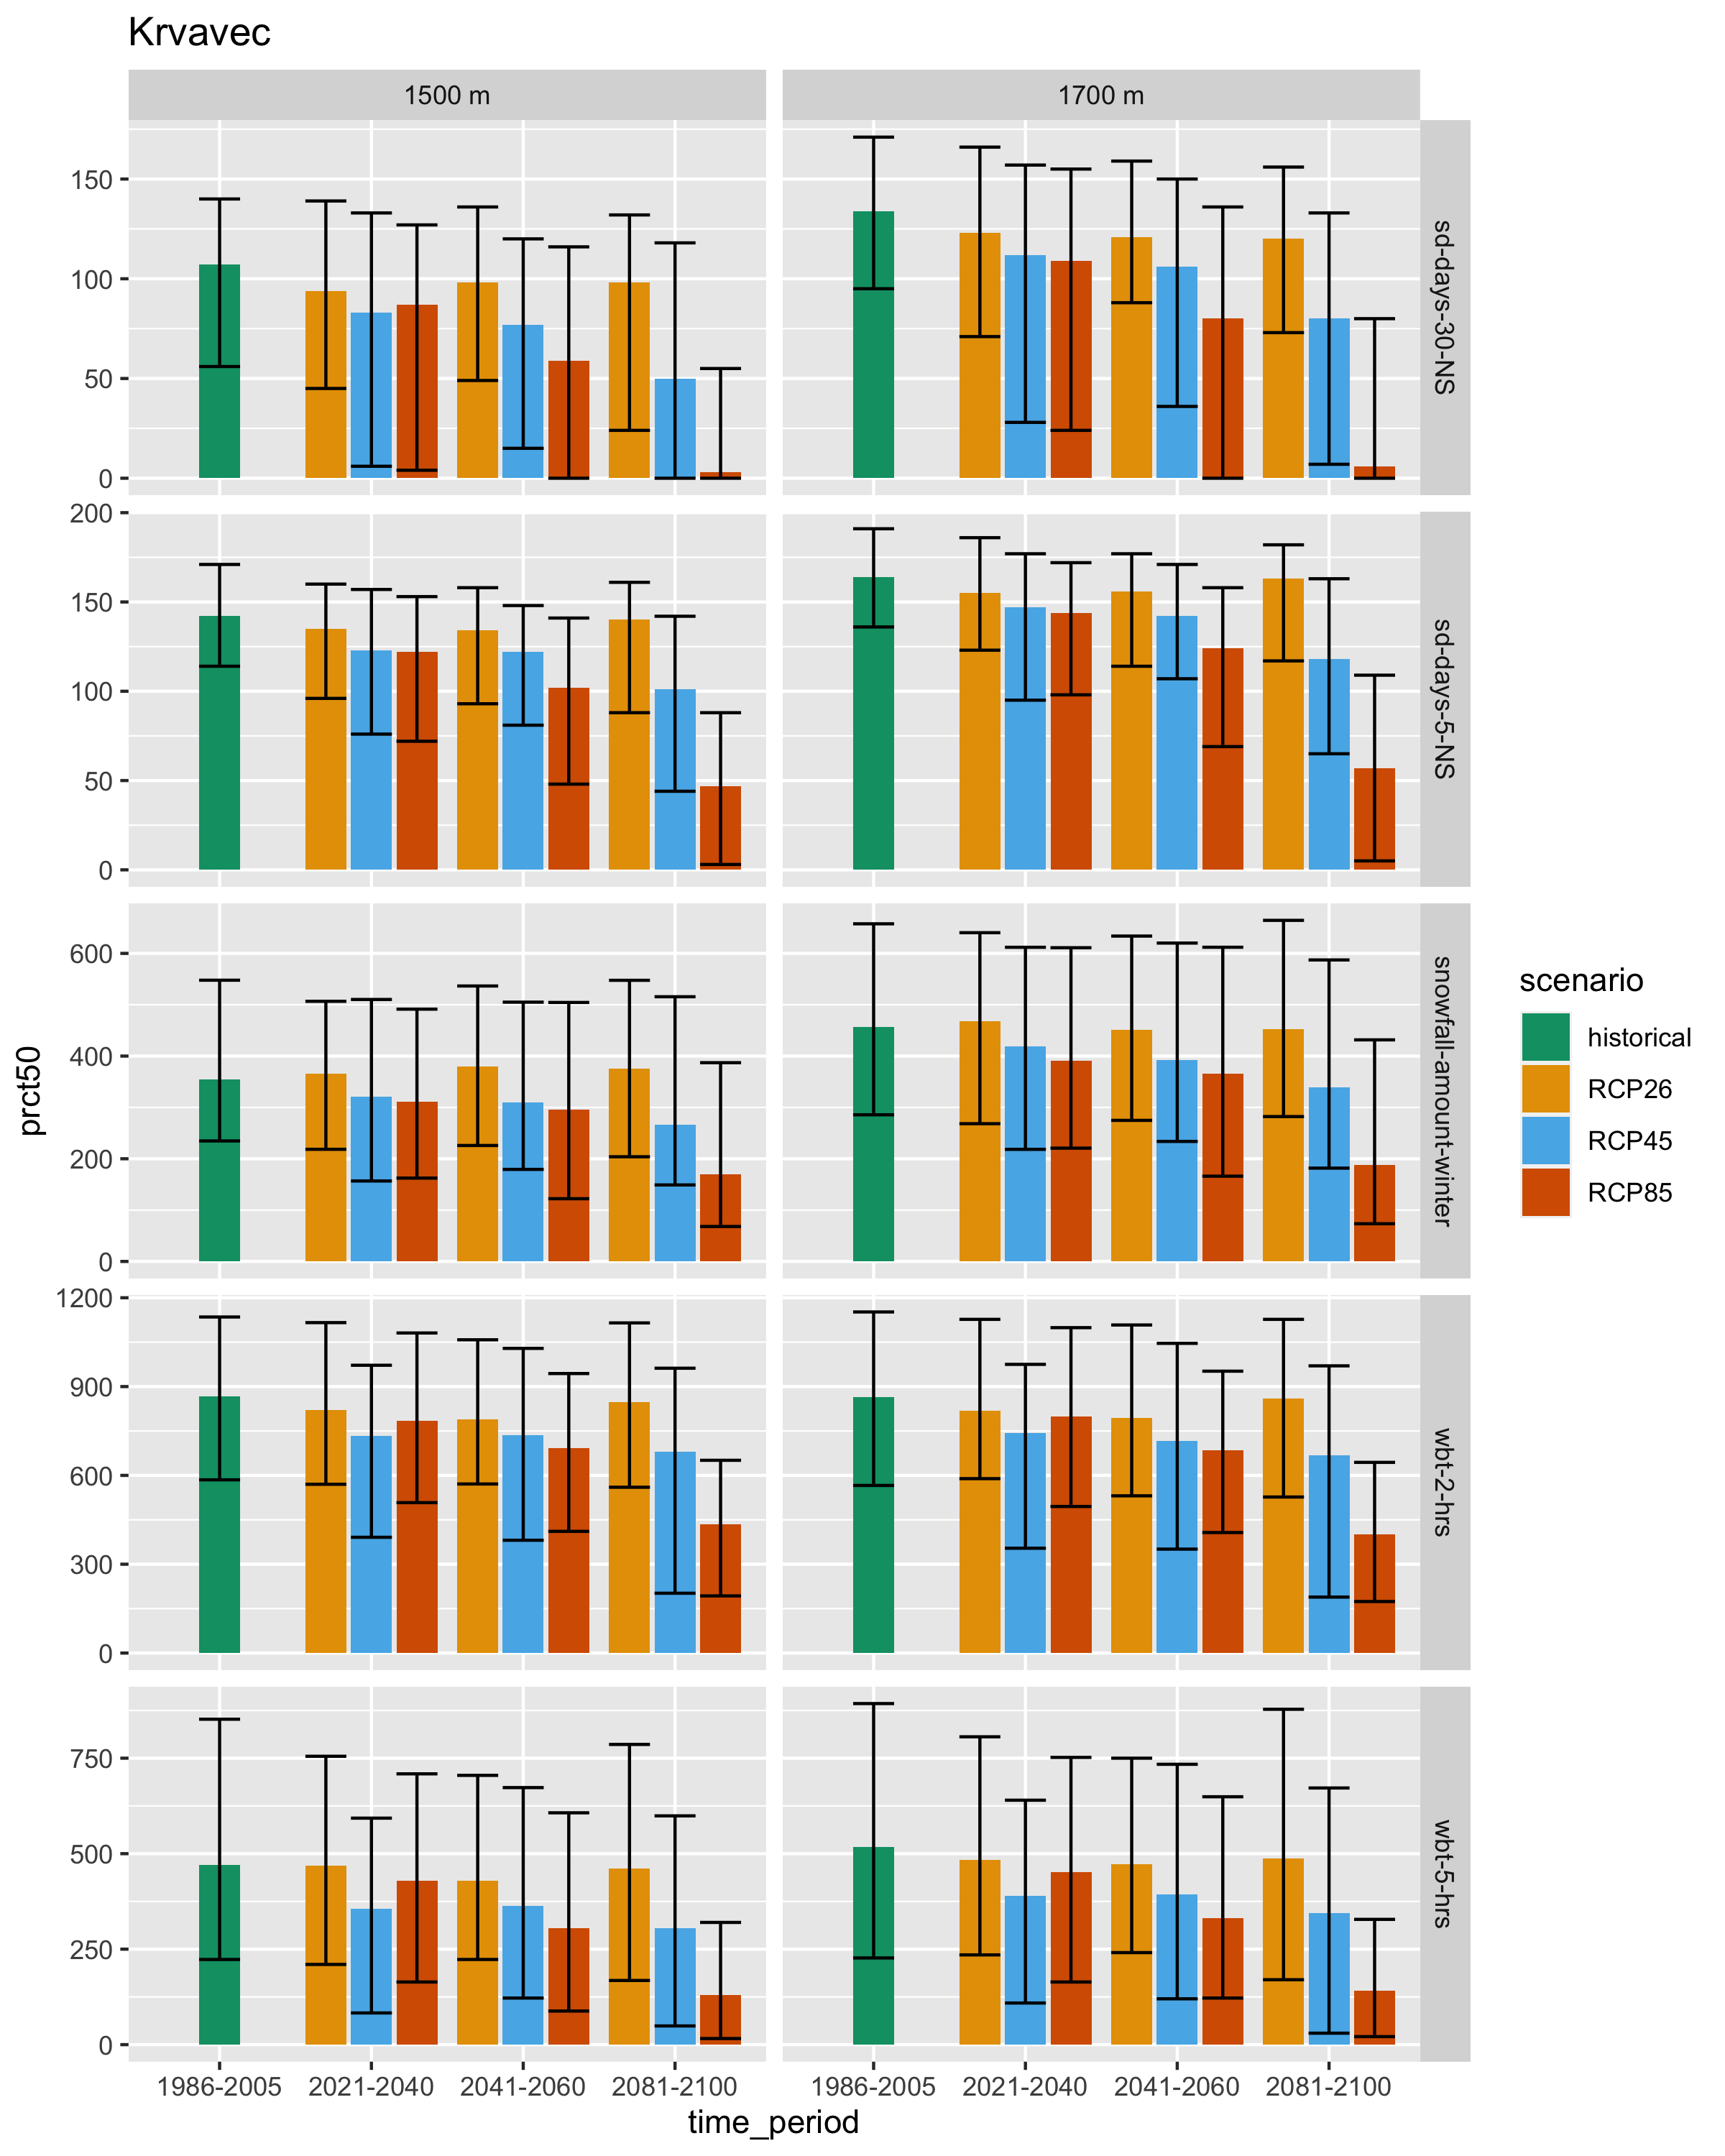 Krvavec
1500 m
1700 m
150
100
50
0
sd-days-30-NS
200
150
100
50
0
sd-days-5-NS
600
400
200
0
snowfall-amount-winter
1200
900
600
300
0
wbt-2-hrs
750
500
250
0
wbt-5-hrs
prct50
1986-2005 2021-2040 2041-2060 2081-2100
1986-2005 2021-2040 2041-2060 2081-2100
time_period
scenario
historical
RCP26
RCP45
RCP85